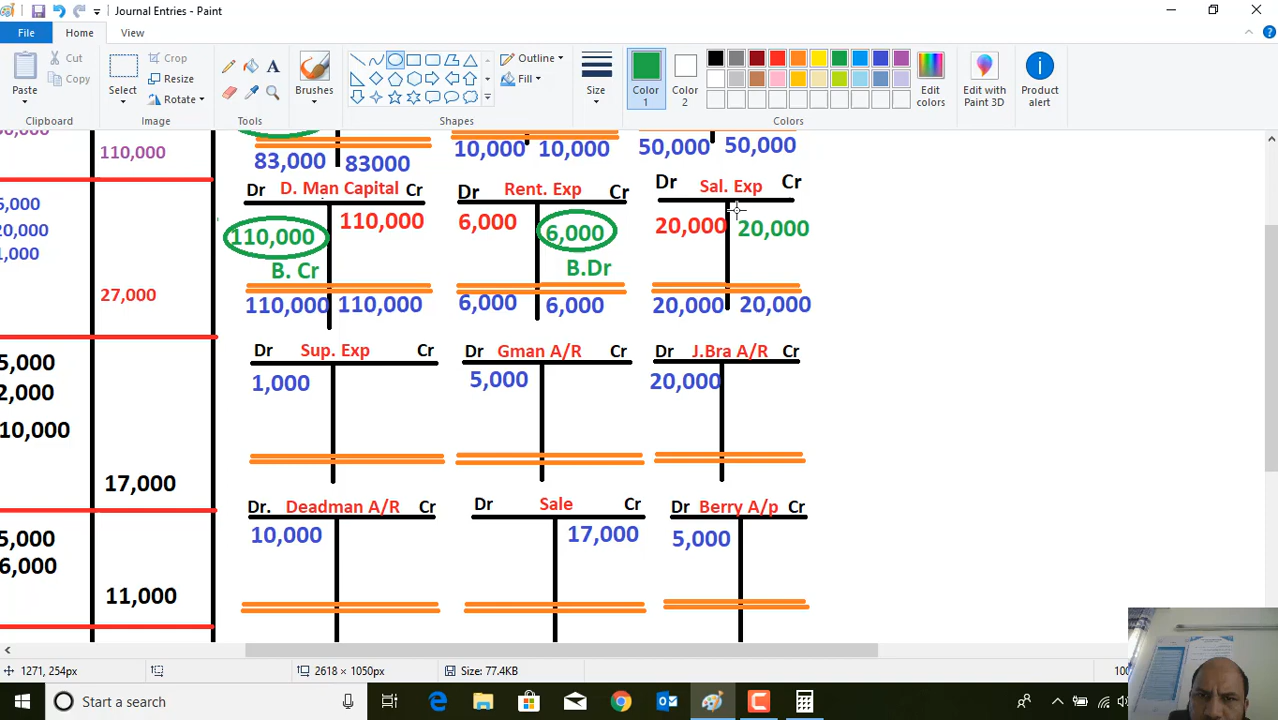 Journal Entries - Paint
File Home View
Paste
Cut
Copy
Select
Crop
Resize
Rotate
Brushes
Outline
Fill
Size
Color 1
Color 2
Edit colors
Edit with Paint 3D
Product alert
Clipboard Image Tools Shapes Colors
110,000
27,000
17,000
11,000
20,000
10,000
83,000 83000
10,000 10,000
50,000 50,000
Dr D. Man Capital Cr
110,000 110,000
B. Cr
110,000 110,000
Dr Rent. Exp Cr
6,000 6,000
B.Dr
6,000 6,000
Dr Sal. Exp Cr
20,000 20,000
20,000 20,000
Dr Sup. Exp Cr
1,000
Dr Gman A/R Cr
5,000
Dr J.Bra A/R Cr
20,000
Dr. Deadman A/R Cr
10,000
Dr Sale Cr
17,000
Dr Berry A/p Cr
5,000
1271, 254px
2618 × 1050px
Size: 77.4KB
Start a search